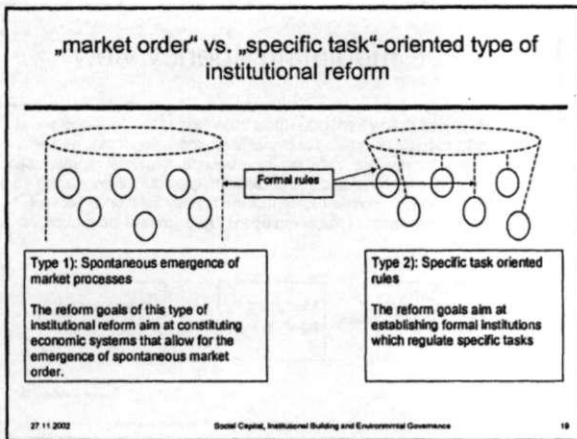 „market order” vs. „specific task“-oriented type of
institutional reform
Formal rules
Type 1): Spontaneous emergence of
market processes
The reform goals of this type of
institutional reform aim at constituting
economic systems that allow for the
emergence of spontaneous market
order.
Type 2): Specific task oriented
rules
The reform goals aim at
establishing formal institutions
which regulate specific tasks
27 11 2002
Social Capital, Institutional Building and Environmental Governance
19